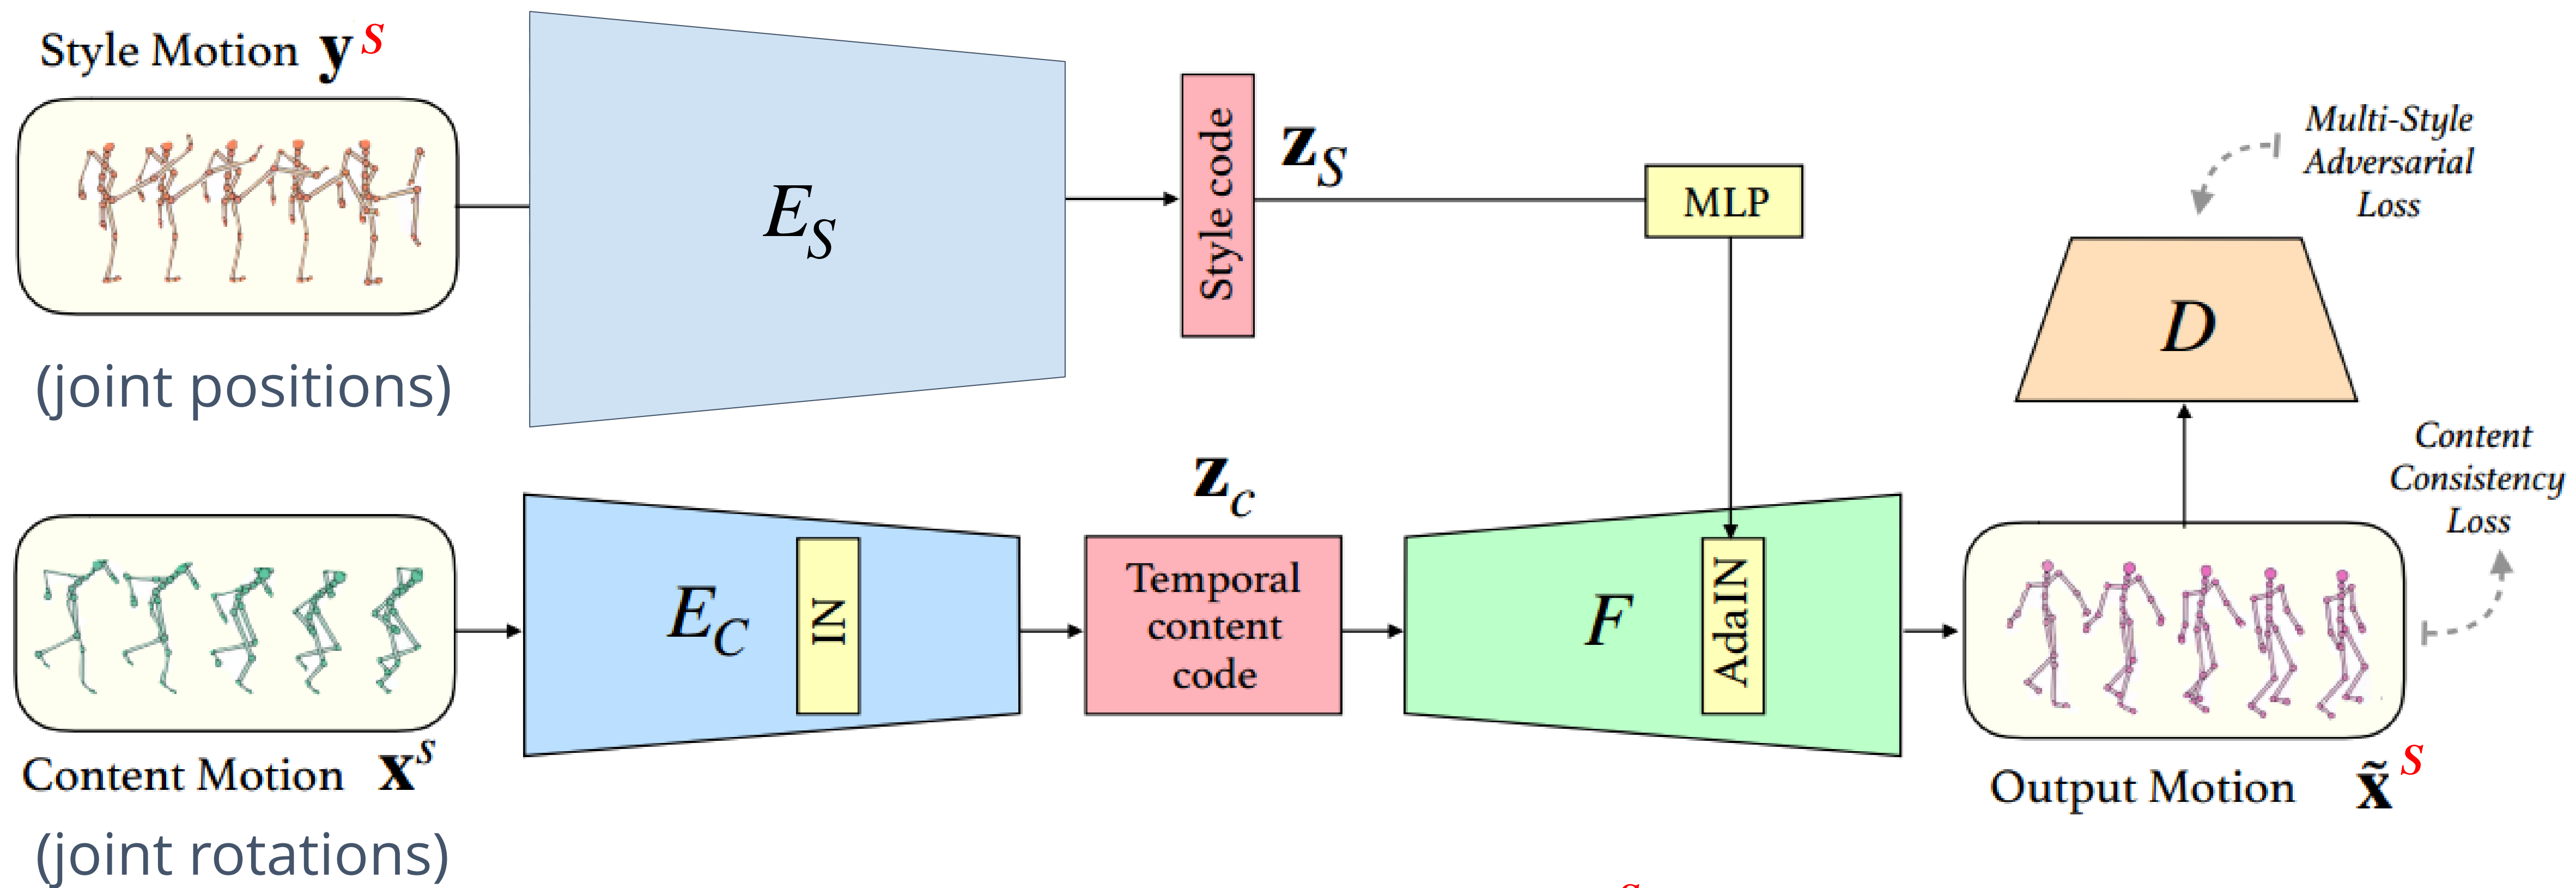 Style Motion y S
(joint positions)
E_S
Style code
z_S
MLP
Multi-Style
Adversarial
Loss
D
Content
Consistency
Loss
z_c
E_C
IN
Temporal
content
code
F
AdaIN
Content Motion x s
(joint rotations)
Output Motion x̃ S